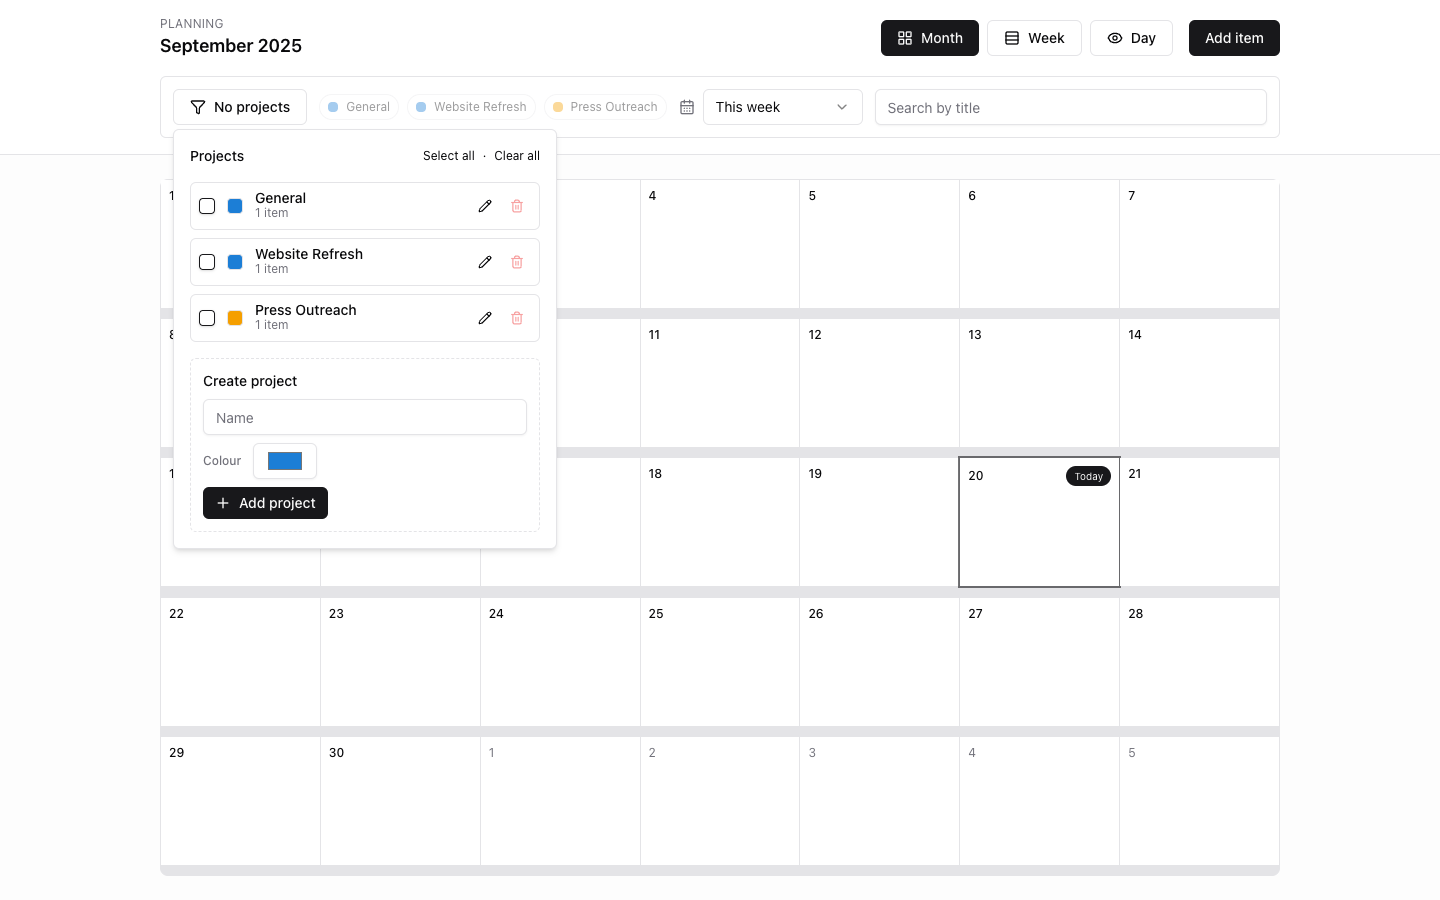 PLANNING
September 2025
Month
Week
Day
Add item
No projects
General
Website Refresh
Press Outreach
This week
Search by title
Projects
Select all · Clear all
General
1 item
Website Refresh
1 item
Press Outreach
1 item
Create project
Name
Colour
Add project
1
4
5
6
7
8
11
12
13
14
1
18
19
20
Today
21
22
23
24
25
26
27
28
29
30
1
2
3
4
5